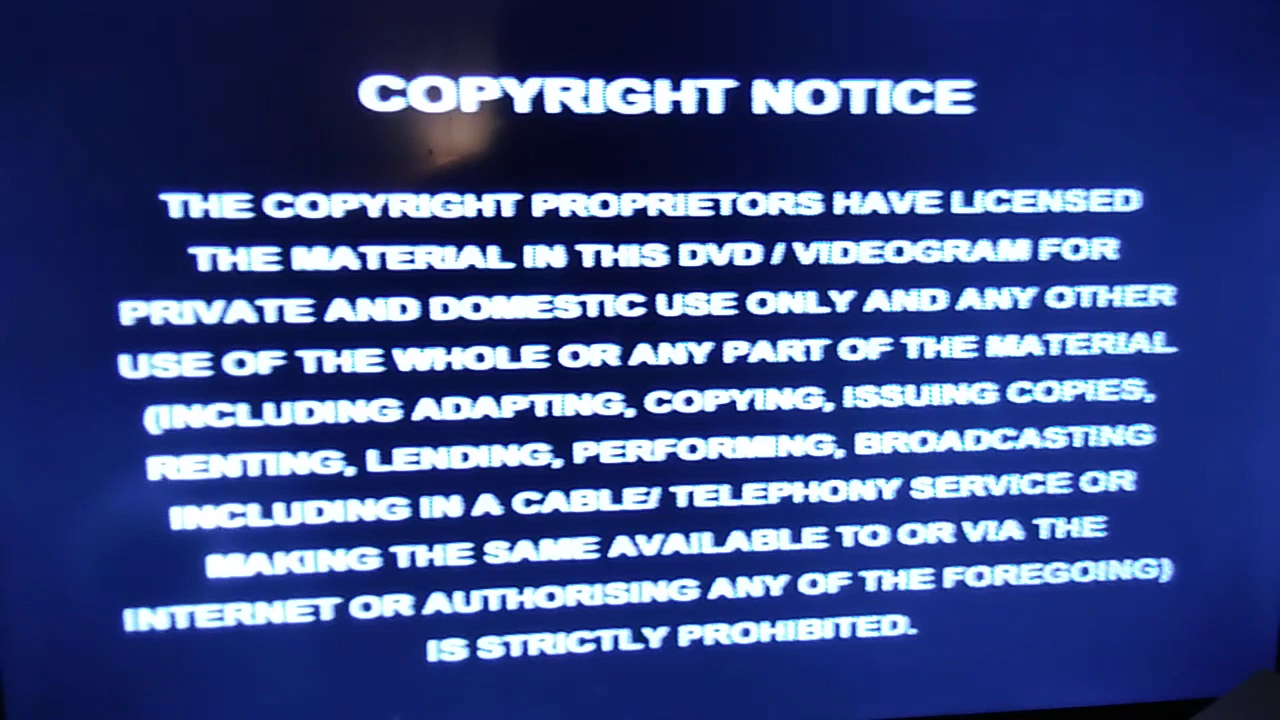 COPYRIGHT NOTICE
THE COPYRIGHT PROPRIETORS HAVE LICENSED
THE MATERIAL IN THIS DVD / VIDEOGRAM FOR
PRIVATE AND DOMESTIC USE ONLY AND ANY OTHER
USE OF THE WHOLE OR ANY PART OF THE MATERIAL
(INCLUDING ADAPTING, COPYING, ISSUING COPIES,
RENTING, LENDING, PERFORMING, BROADCASTING
INCLUDING IN A CABLE/ TELEPHONY SERVICE OR
MAKING THE SAME AVAILABLE TO OR VIA THE
INTERNET OR AUTHORISING ANY OF THE FOREGOING)
IS STRICTLY PROHIBITED.